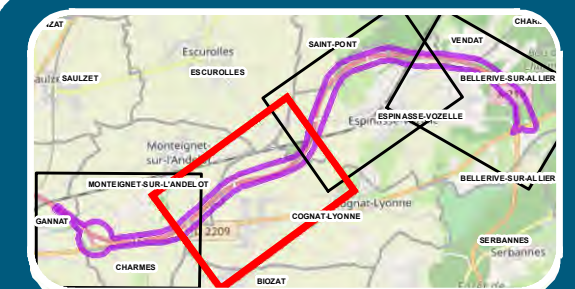 ZAT
CHAR
SAINT-PONT
VENDAT
Escurolles
ESCUROLLES
SAULZET
BELLERIVE-SUR-ALLIER
ESPINASSE-VOZELLE
Monteignet-
sur-l'Andelot
MONTEIGNET-SUR-L'ANDELOT
BELLERIVE-SUR-ALLIER
Cognat-Lyonne
COGNAT-LYONNE
GANNAT
2209
SERBANNES
Serbannes
CHARMES
BIOZAT